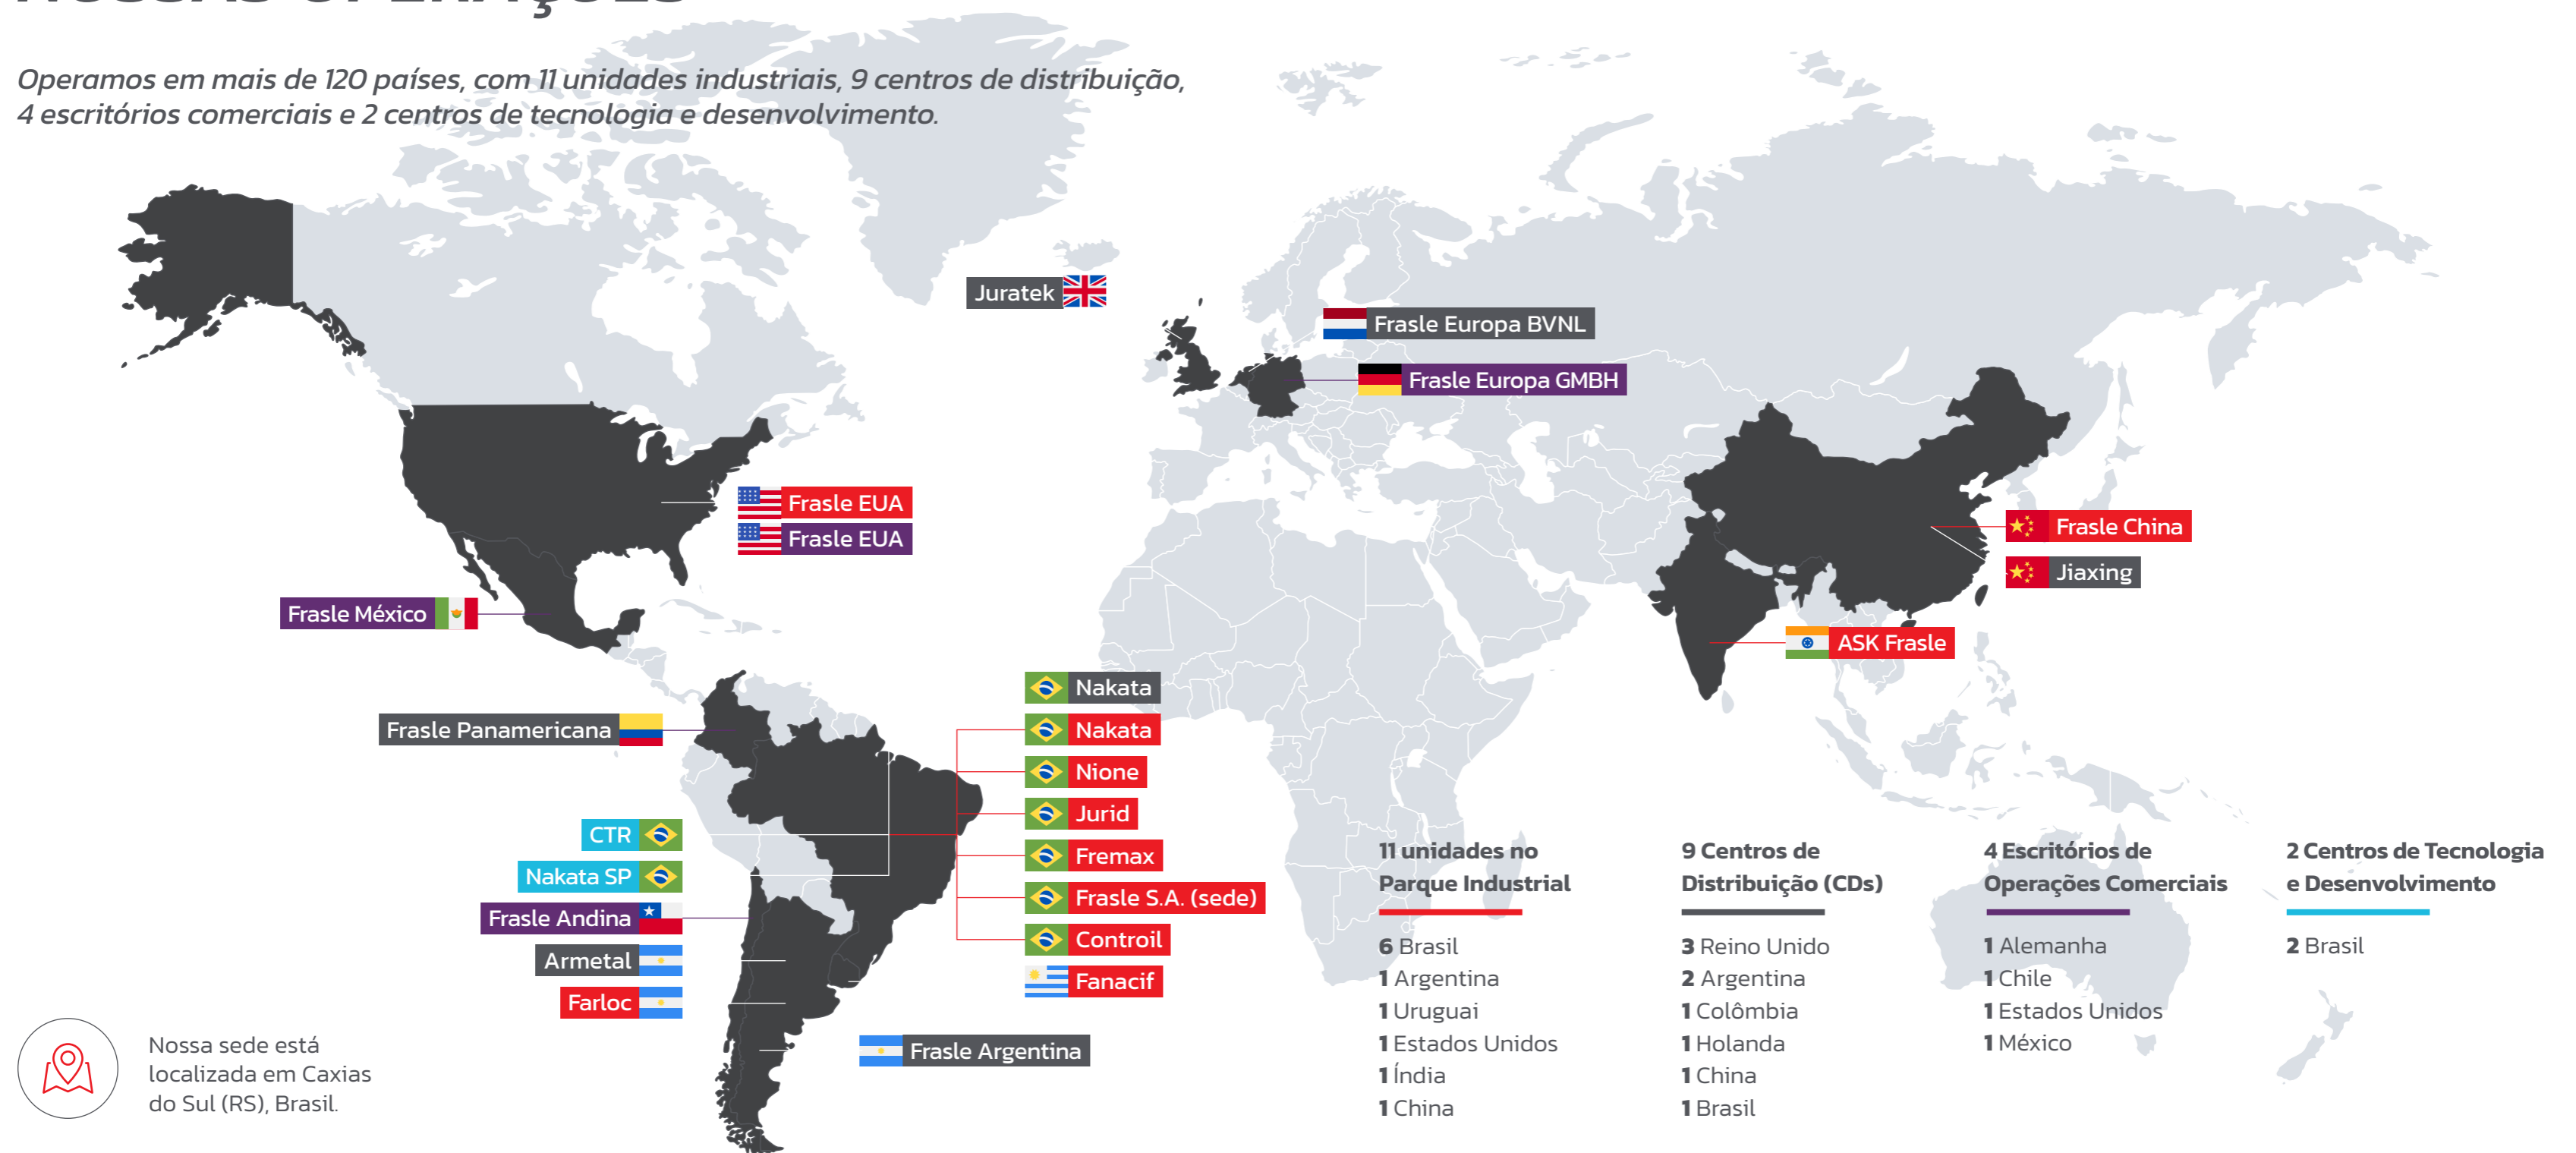 Operamos em mais de 120 países, com 11 unidades industriais, 9 centros de distribuição,
4 escritórios comerciais e 2 centros de tecnologia e desenvolvimento.
Juratek
Frasle Europa BVNL
Frasle Europa GMBH
Frasle EUA
Frasle EUA
Frasle China
Jiaxing
Frasle México
ASK Frasle
Frasle Panamericana
Nakata
Nakata
Nione
Jurid
Fremax
Frasle S.A. (sede)
Controil
Fanacif
CTR
Nakata SP
Frasle Andina
Armetal
Farloc
Frasle Argentina
Nossa sede está
localizada em Caxias
do Sul (RS), Brasil.
11 unidades no
Parque Industrial
6 Brasil
1 Argentina
1 Uruguai
1 Estados Unidos
1 Índia
1 China
9 Centros de
Distribuição (CDs)
3 Reino Unido
2 Argentina
1 Colômbia
1 Holanda
1 China
1 Brasil
4 Escritórios de
Operações Comerciais
1 Alemanha
1 Chile
1 Estados Unidos
1 México
2 Centros de Tecnologia
e Desenvolvimento
2 Brasil